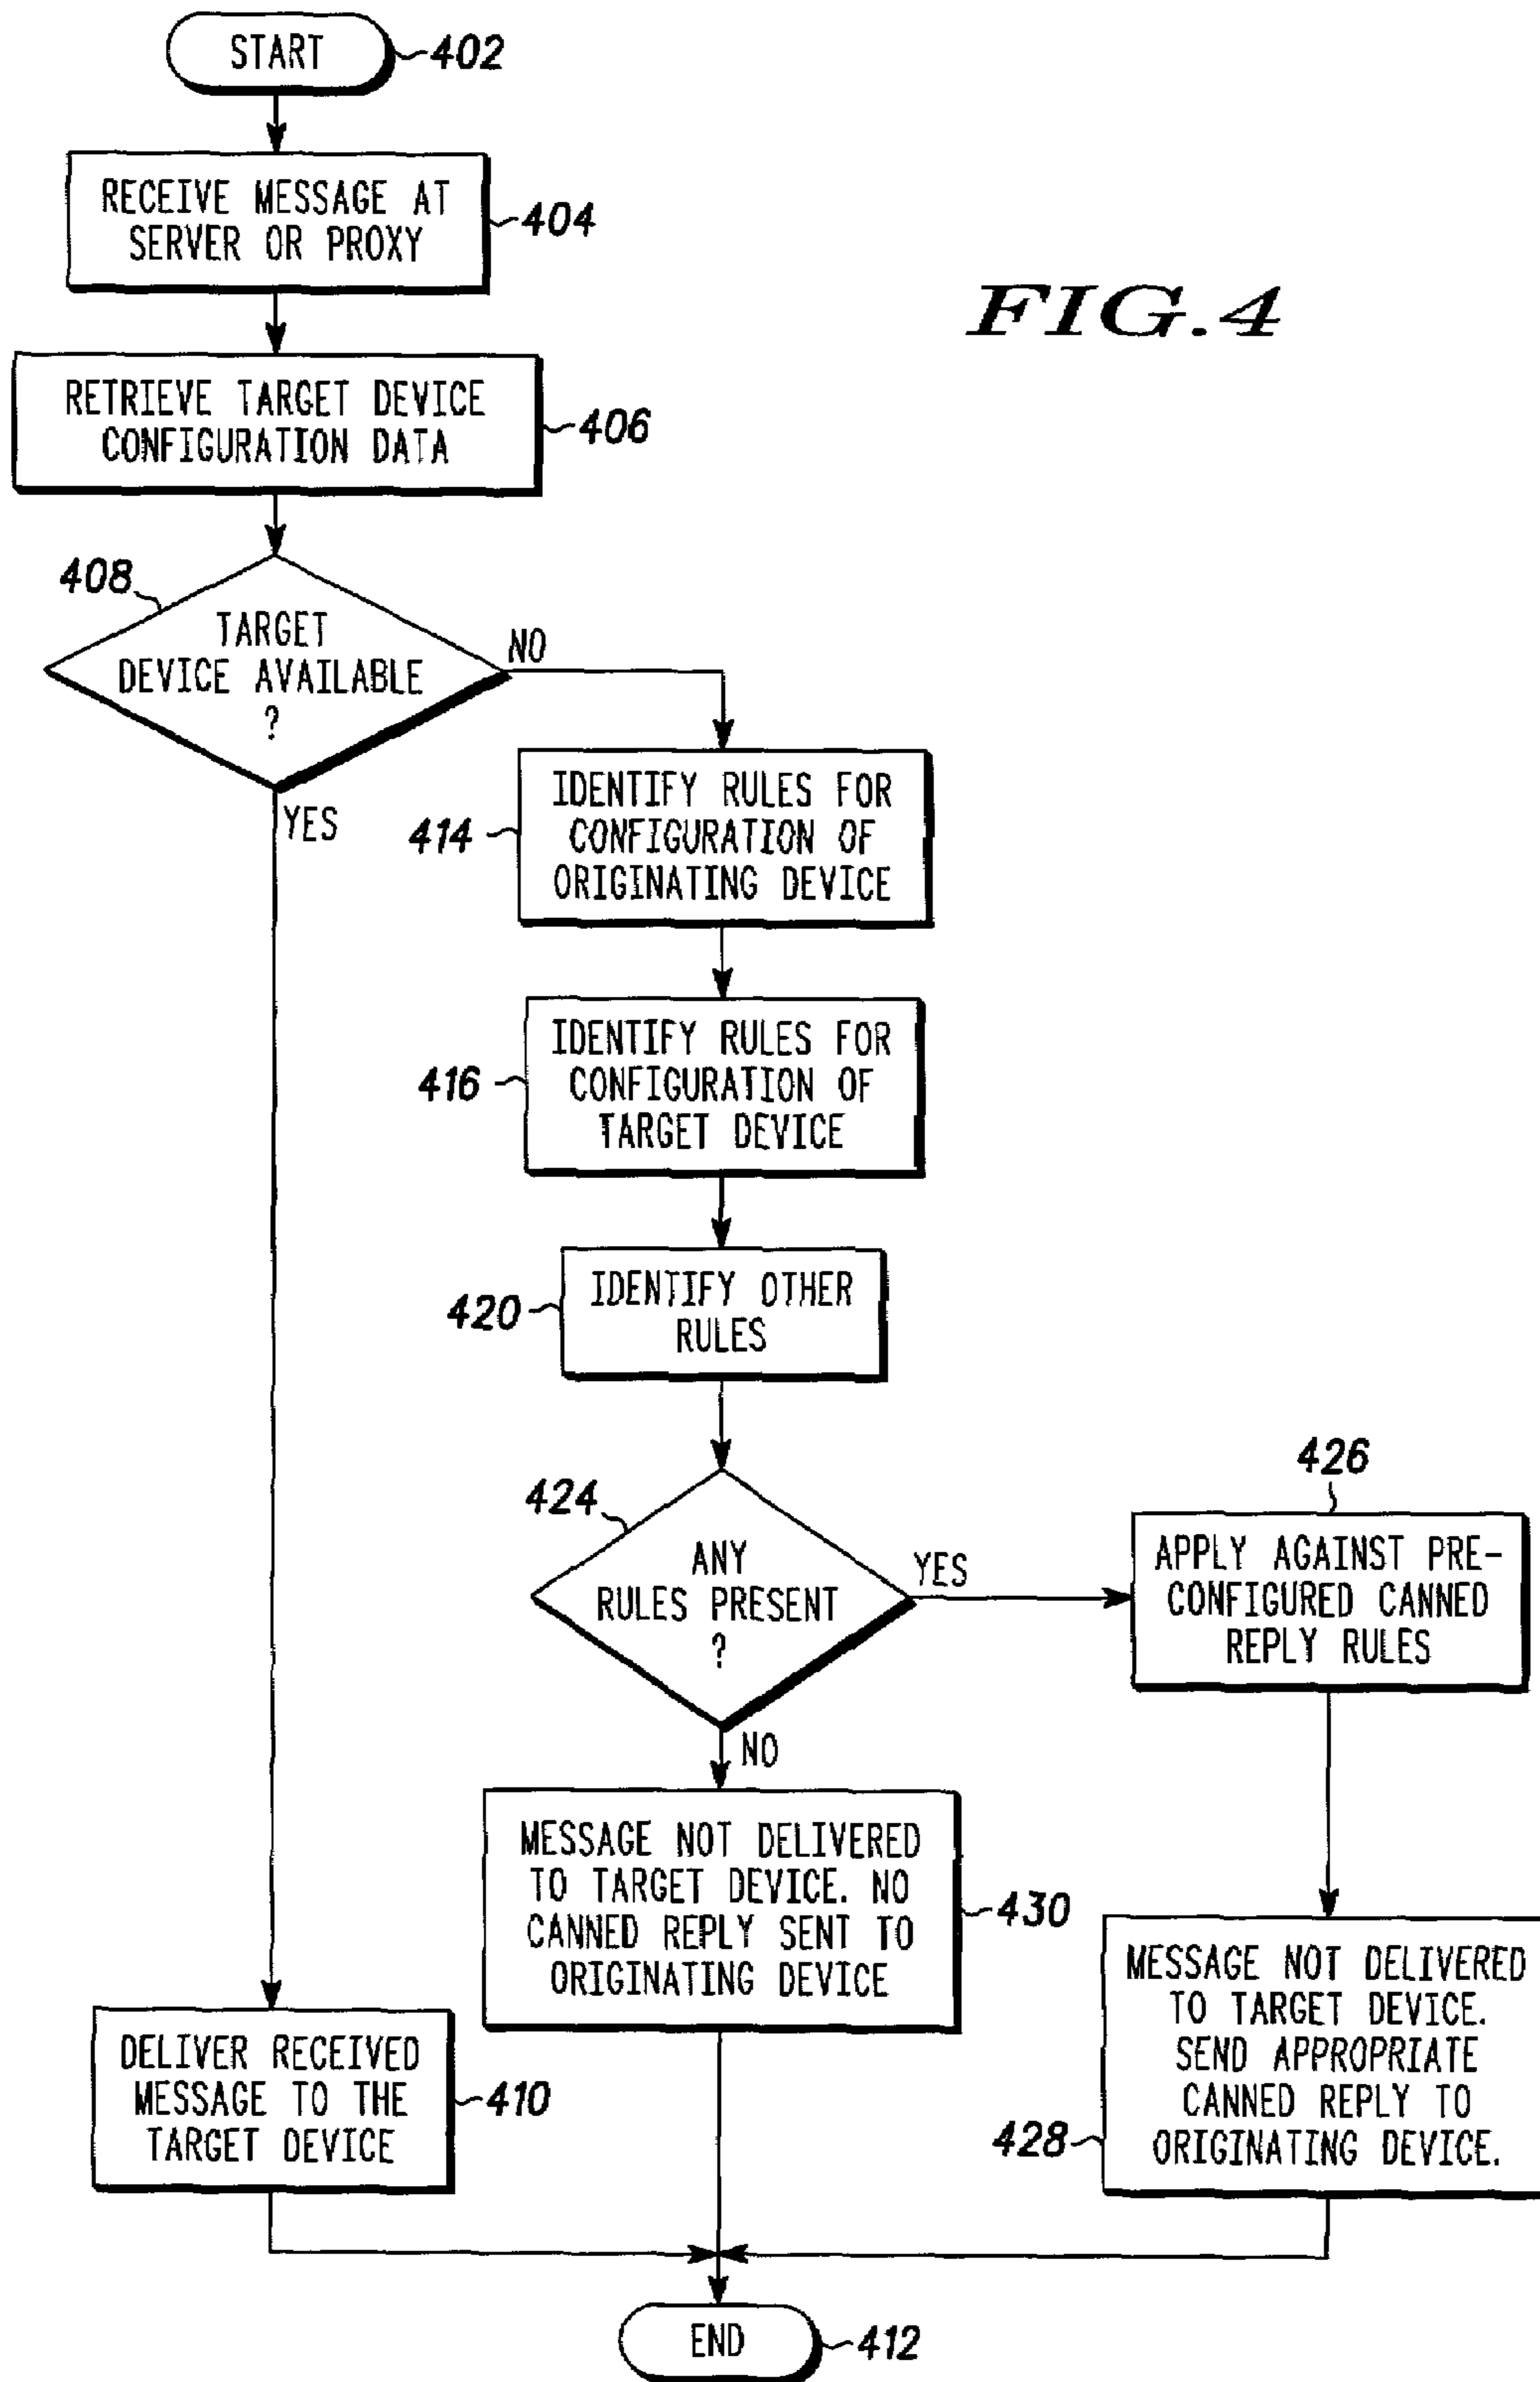 START
402
RECEIVE MESSAGE AT
SERVER OR PROXY
404
FIG.4
RETRIEVE TARGET DEVICE
CONFIGURATION DATA
406
408
TARGET
DEVICE AVAILABLE
?
NO
YES
IDENTIFY RULES FOR
CONFIGURATION OF
ORIGINATING DEVICE
414
IDENTIFY RULES FOR
CONFIGURATION OF
TARGET DEVICE
416
IDENTIFY OTHER
RULES
420
424
ANY
RULES PRESENT
?
YES
NO
426
APPLY AGAINST PRE-
CONFIGURED CANNED
REPLY RULES
MESSAGE NOT DELIVERED
TO TARGET DEVICE. NO
CANNED REPLY SENT TO
ORIGINATING DEVICE
430
MESSAGE NOT DELIVERED
TO TARGET DEVICE.
SEND APPROPRIATE
CANNED REPLY TO
ORIGINATING DEVICE.
428
DELIVER RECEIVED
MESSAGE TO THE
TARGET DEVICE
410
END
412